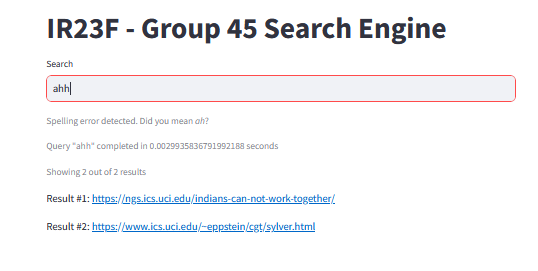 IR23F - Group 45 Search Engine
Search
ahh
Spelling error detected. Did you mean ah?
Query "ahh" completed in 0.0029935836791992188 seconds
Showing 2 out of 2 results
Result #1: https://ngs.ics.uci.edu/indians-can-not-work-together/
Result #2: https://www.ics.uci.edu/~eppstein/cgt/sylver.html